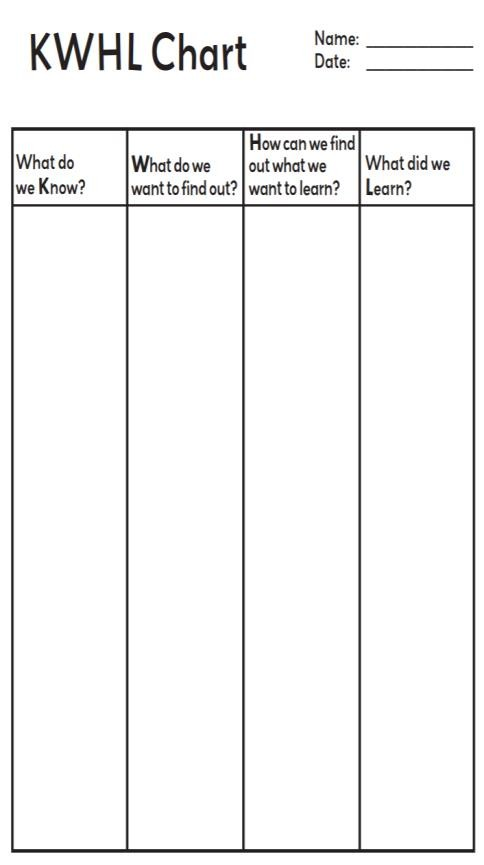 KWHL Chart
Name:
Date:
What do
we Know?
What do we
want to find out?
How can we find
out what we
want to learn?
What did we
Learn?